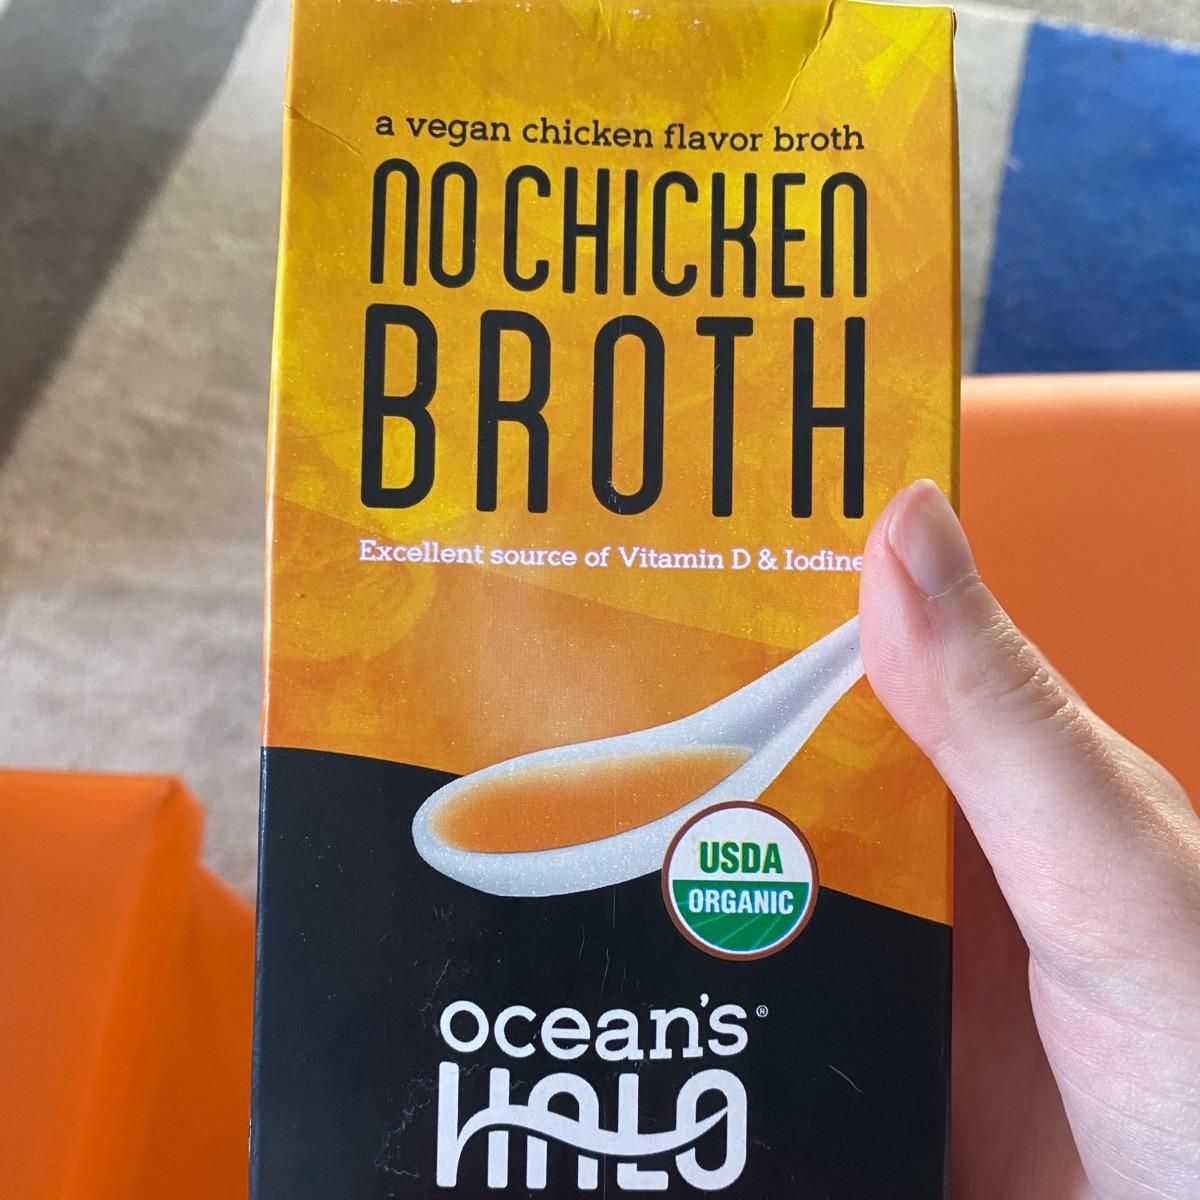 a vegan chicken flavor broth
NO CHICKEN
BROTH
Excellent source of Vitamin D & Iodine
USDA
ORGANIC
ocean's®
HALO